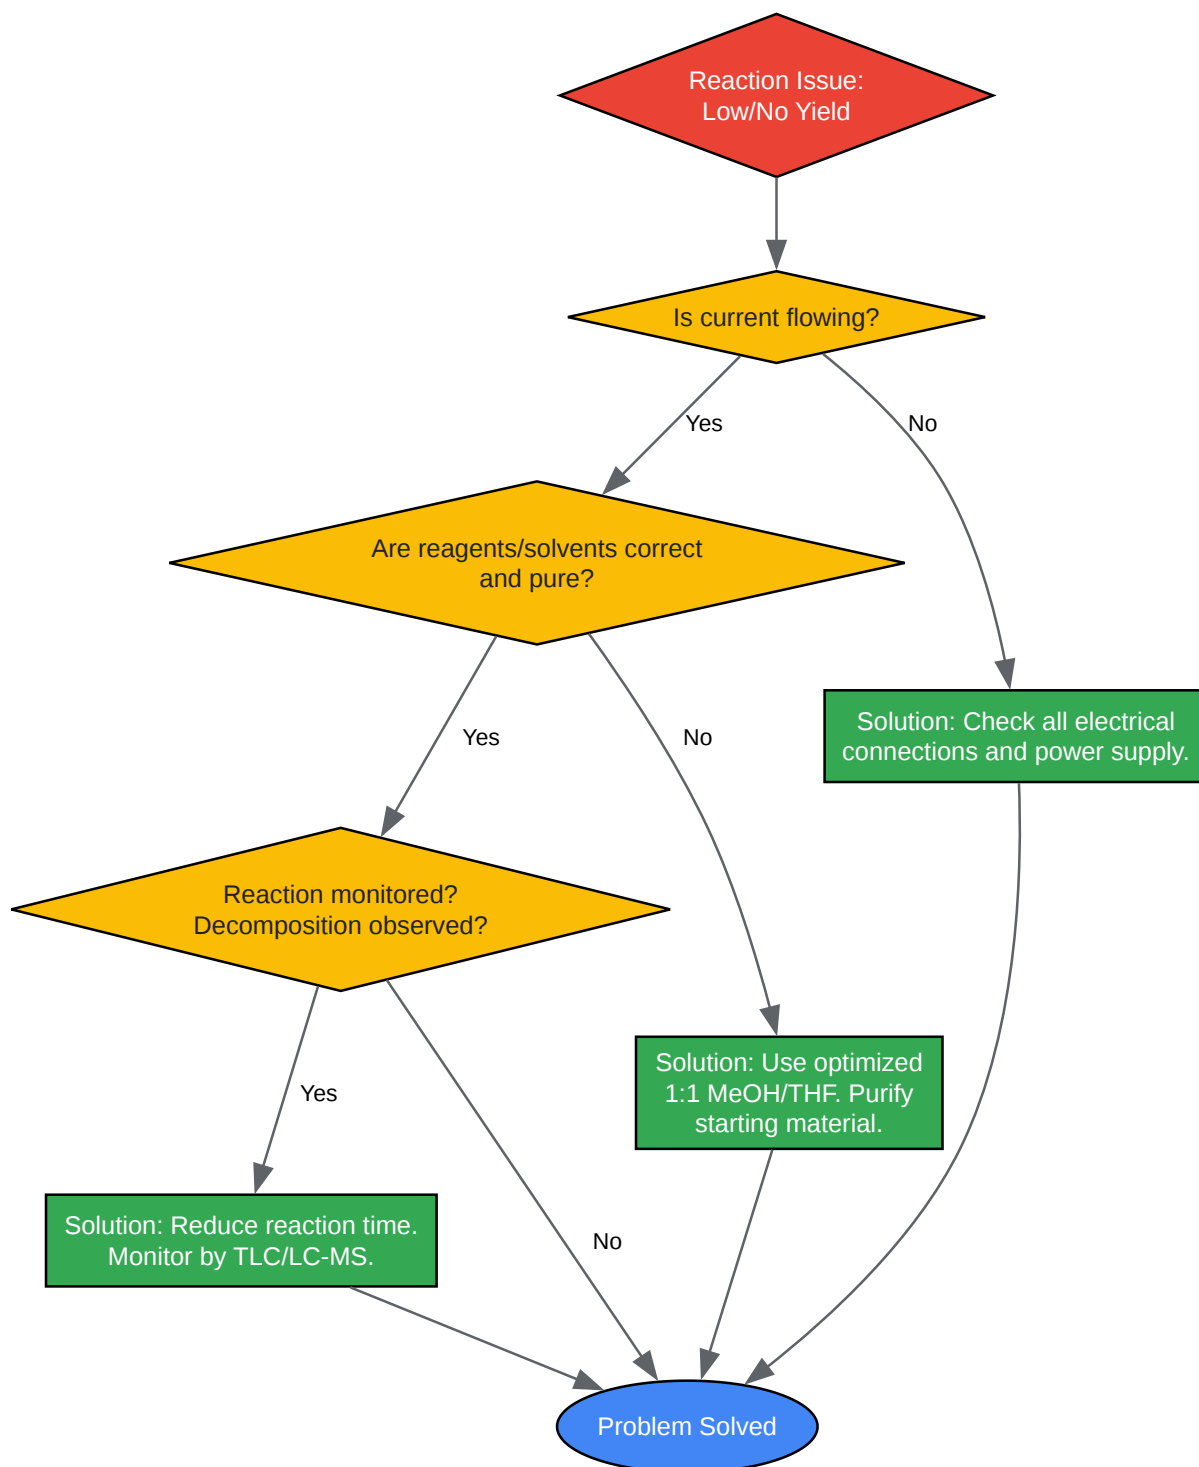 Reaction Issue:
Low/No Yield
Is current flowing?
Yes
No
Are reagents/solvents correct
and pure?
Solution: Check all electrical
connections and power supply.
Yes
No
Reaction monitored?
Decomposition observed?
Solution: Use optimized
1:1 MeOH/THF. Purify
starting material.
Yes
Solution: Reduce reaction time.
Monitor by TLC/LC-MS.
No
Problem Solved